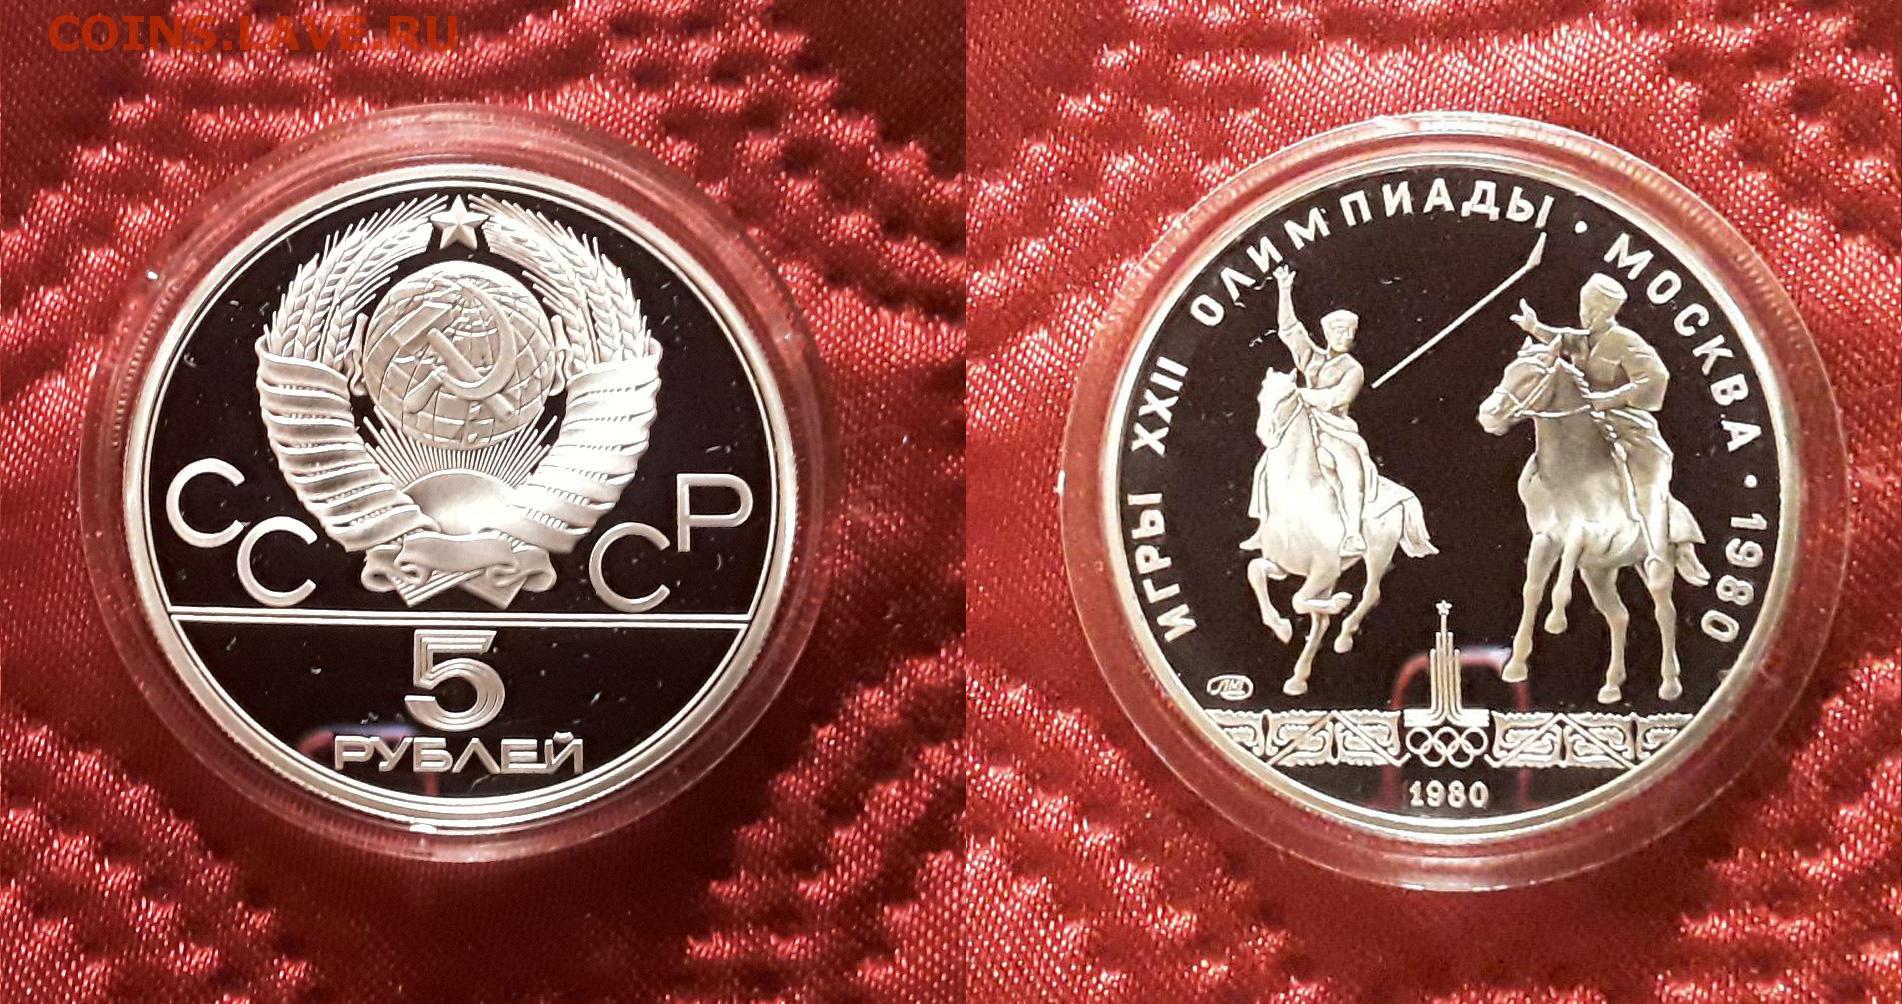 COINS.LAVE.RU
СССР
5
РУБЛЕЙ
ИГРЫ XXII ОЛИМПИАДЫ · МОСКВА · 1980
ЛМД
1980